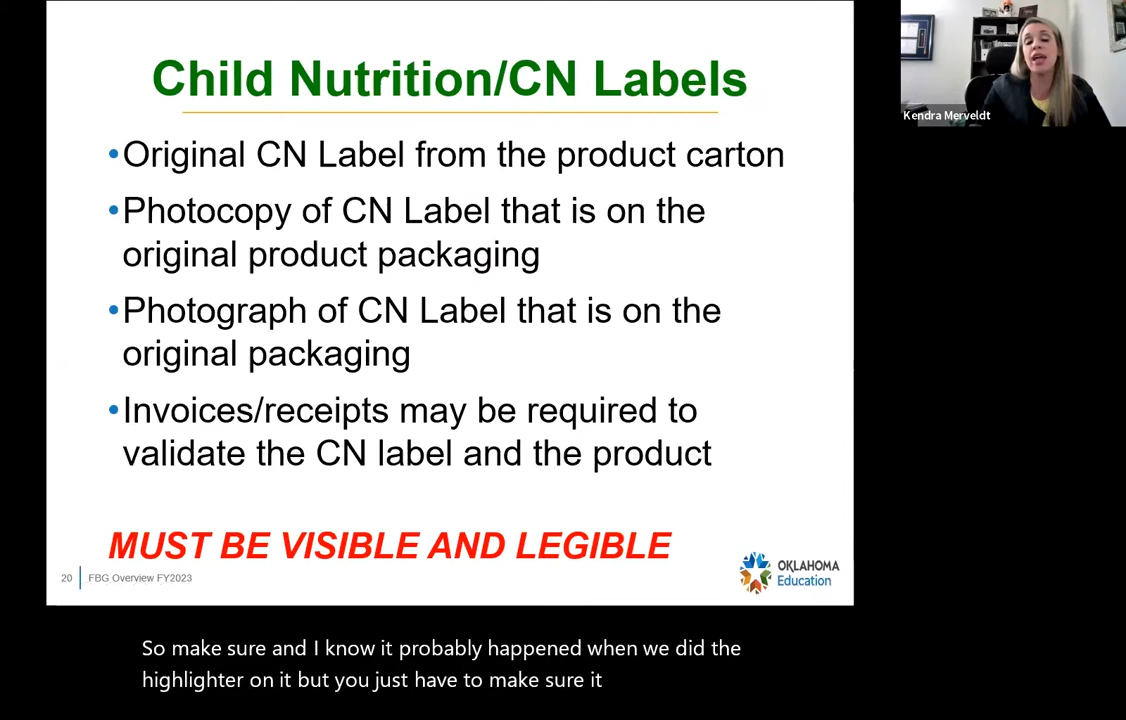 Child Nutrition/CN Labels
•Original CN Label from the product carton
•Photocopy of CN Label that is on the
original product packaging
•Photograph of CN Label that is on the
original packaging
•Invoices/receipts may be required to
validate the CN label and the product
MUST BE VISIBLE AND LEGIBLE
20 FBG Overview FY2023
OKLAHOMA
Education
Kendra Merveldt
So make sure and I know it probably happened when we did the
highlighter on it but you just have to make sure it